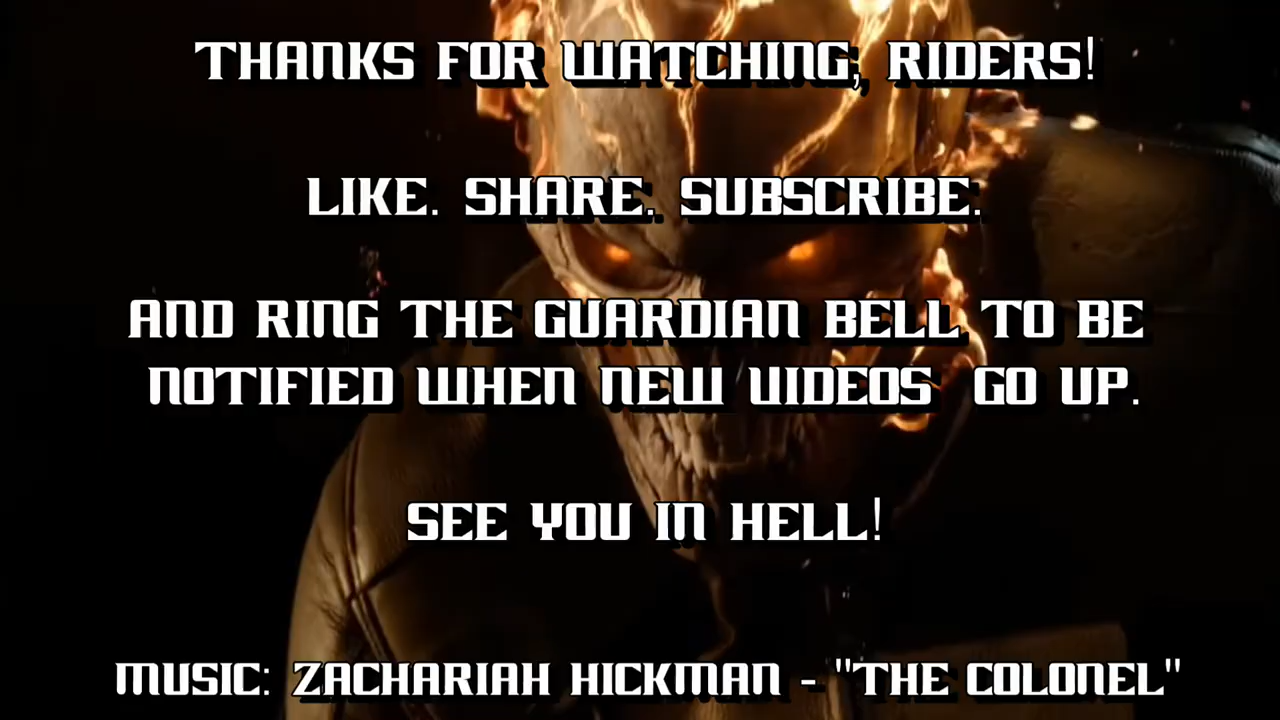 THANKS FOR WATCHING, RIDERS!
LIKE. SHARE. SUBSCRIBE.
AND RING THE GUARDIAN BELL TO BE
NOTIFIED WHEN NEW VIDEOS GO UP.
SEE YOU IN HELL!
MUSIC: ZACHARIAH HICKMAN - "THE COLONEL"